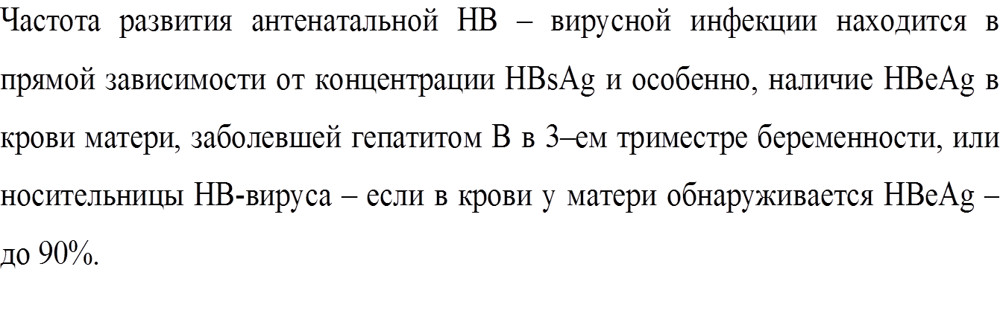 Частота развития антенатальной HB – вирусной инфекции находится в
прямой зависимости от концентрации HBsAg и особенно, наличие HBeAg в
крови матери, заболевшей гепатитом В в 3–ем триместре беременности, или
носительницы НВ-вируса – если в крови у матери обнаруживается HBeAg –
до 90%.